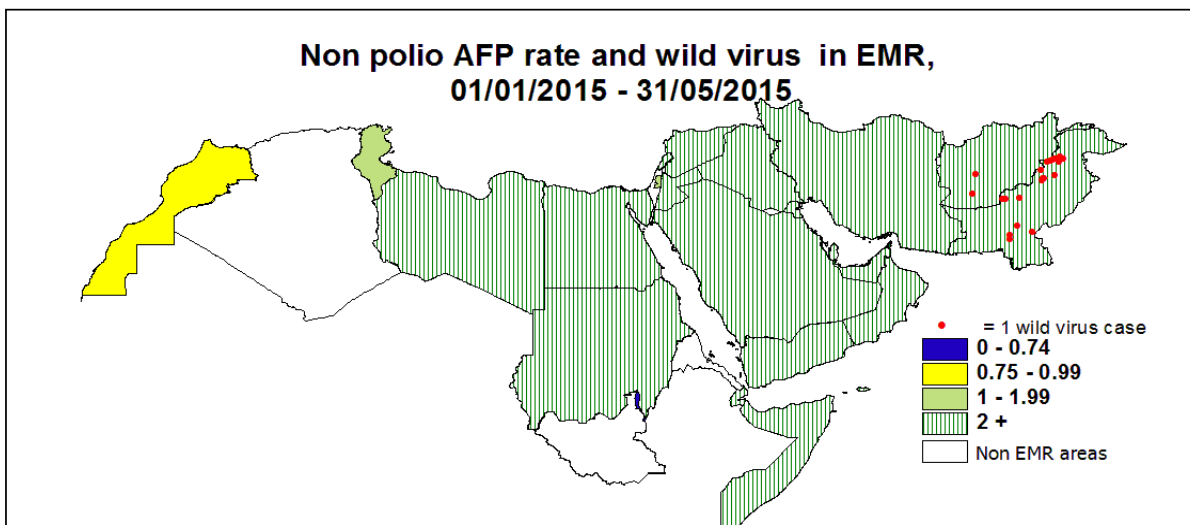 Non polio AFP rate and wild virus in EMR,
01/01/2015 - 31/05/2015
= 1 wild virus case
0 - 0.74
0.75 - 0.99
1 - 1.99
2 +
Non EMR areas